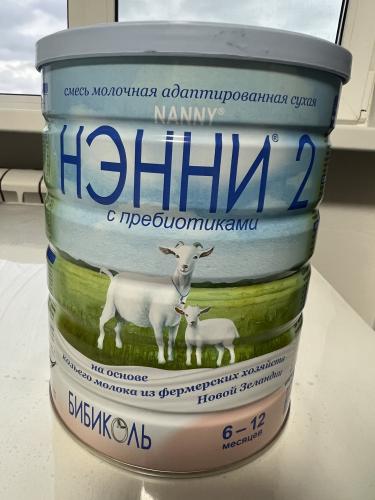 смесь молочная адаптированная сухая
NANNY®
НЭННИ® 2
с пребиотиками
на основе
козьего молока из фермерских хозяйств
Новой Зеландии
БИБИКОЛЬ
6–12
месяцев